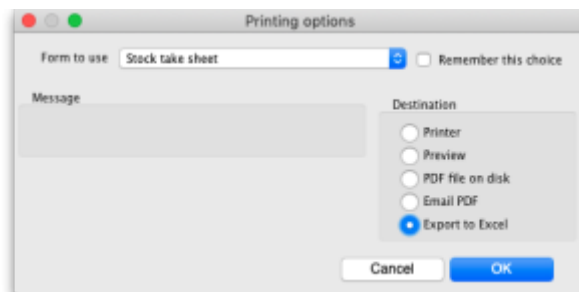 Printing options
Form to use Stock take sheet Remember this choice
Message
Destination
Printer
Preview
PDF file on disk
Email PDF
Export to Excel
Cancel OK